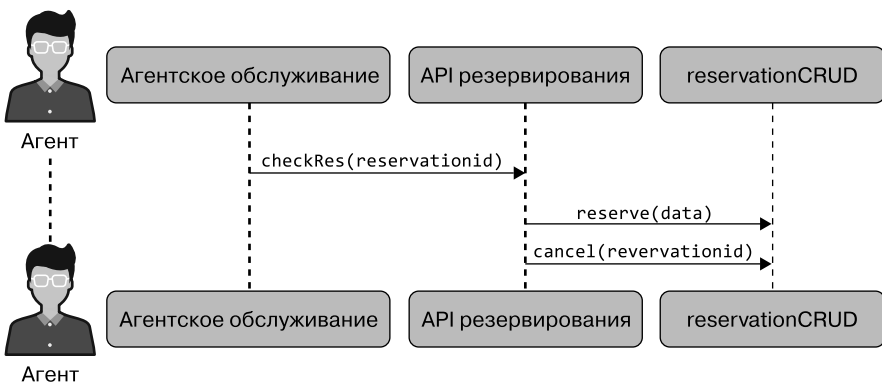 Агент
Агентское обслуживание
API резервирования
reservationCRUD
checkRes(reservationid)
reserve(data)
cancel(revervationid)
Агент
Агентское обслуживание
API резервирования
reservationCRUD